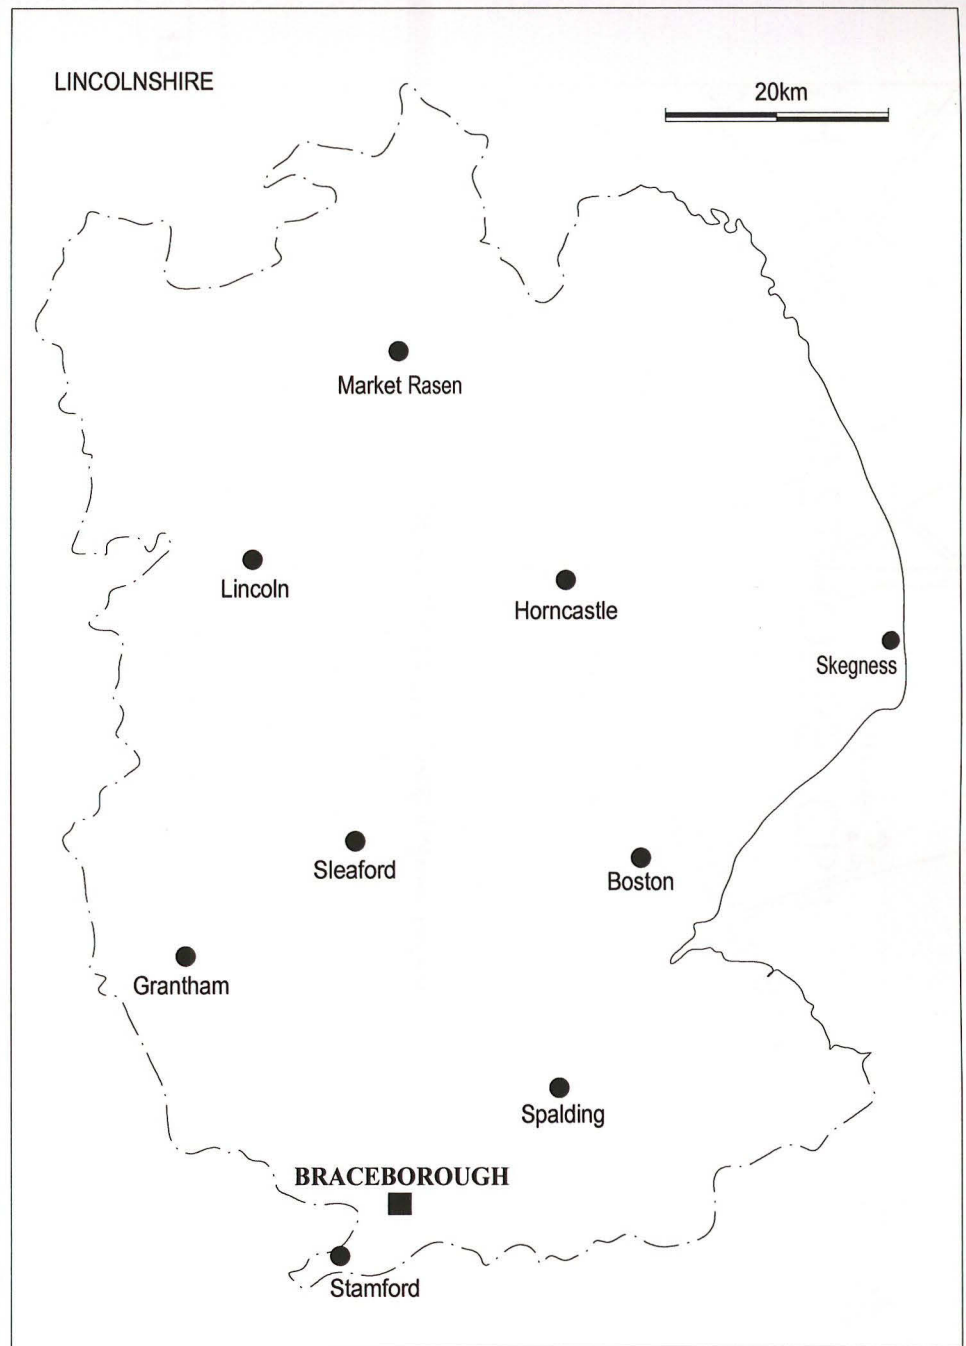 LINCOLNSHIRE
20km
Market Rasen
Lincoln
Horncastle
Skegness
Sleaford
Boston
Grantham
Spalding
BRACEBOROUGH
Stamford